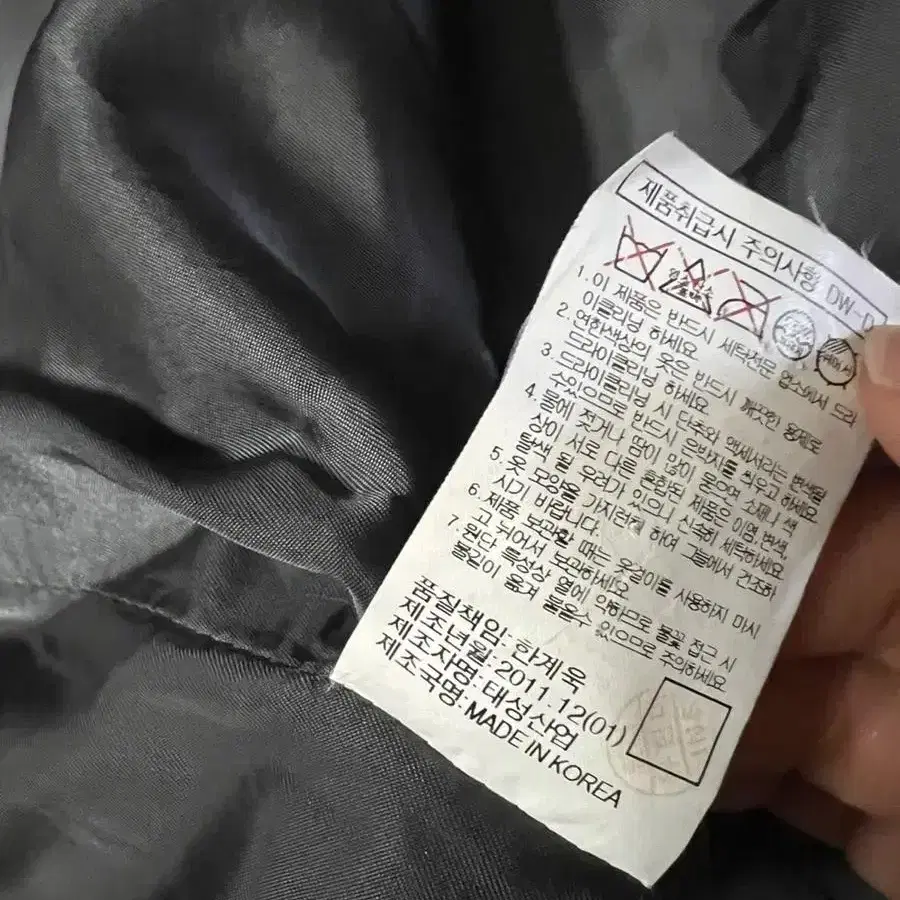 제품취급시 주의사항 DW-D
1. 이 제품은 반드시 세탁전문 업소에서 드라
이클리닝 하세요
2. 연한색상의 옷은 반드시 깨끗한 용제로
드라이클리닝 하세요
3. 드라이클리닝 시 단추와 액세서리는 변색될
수있으므로 반드시 은박지를 씌우고 하세요.
4. 물에 젖거나 땀이 많이 묻으면 소재나 색
상이 서로 다른 혼합된 제품은 이염, 변색,
탈색 될 우려가 있으니 신속히 세탁하세요.
5. 옷 모양을 가지런히 하여 그늘에서 건조하
시기 바랍니다.
6. 제품 보관할 때는 옷걸이를 사용하지 마시
고 뉘어서 보관하세요.
7. 원단 특성상 열에 약하므로 불꽃 접근 시
불길이 옮겨 붙을수 있으므로 주의하세요
품질책임: 한계육
제조년월: 2011.12(01)
제조자명: 태성산업
제조국명: MADE IN KOREA